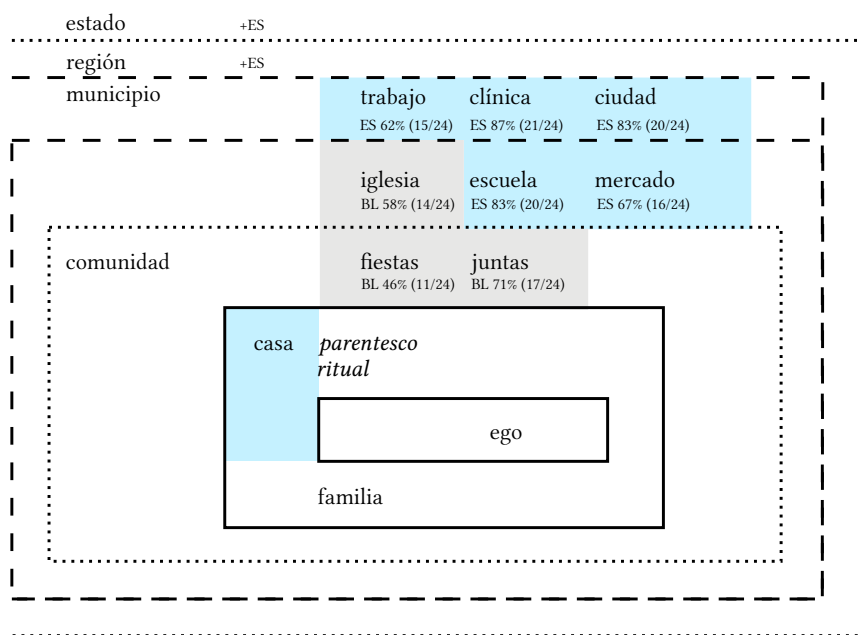 estado +ES
región +ES
municipio trabajo clínica ciudad
ES 62% (15/24) ES 87% (21/24) ES 83% (20/24)
iglesia escuela mercado
BL 58% (14/24) ES 83% (20/24) ES 67% (16/24)
comunidad fiestas juntas
BL 46% (11/24) BL 71% (17/24)
casa parentesco
ritual
ego
familia